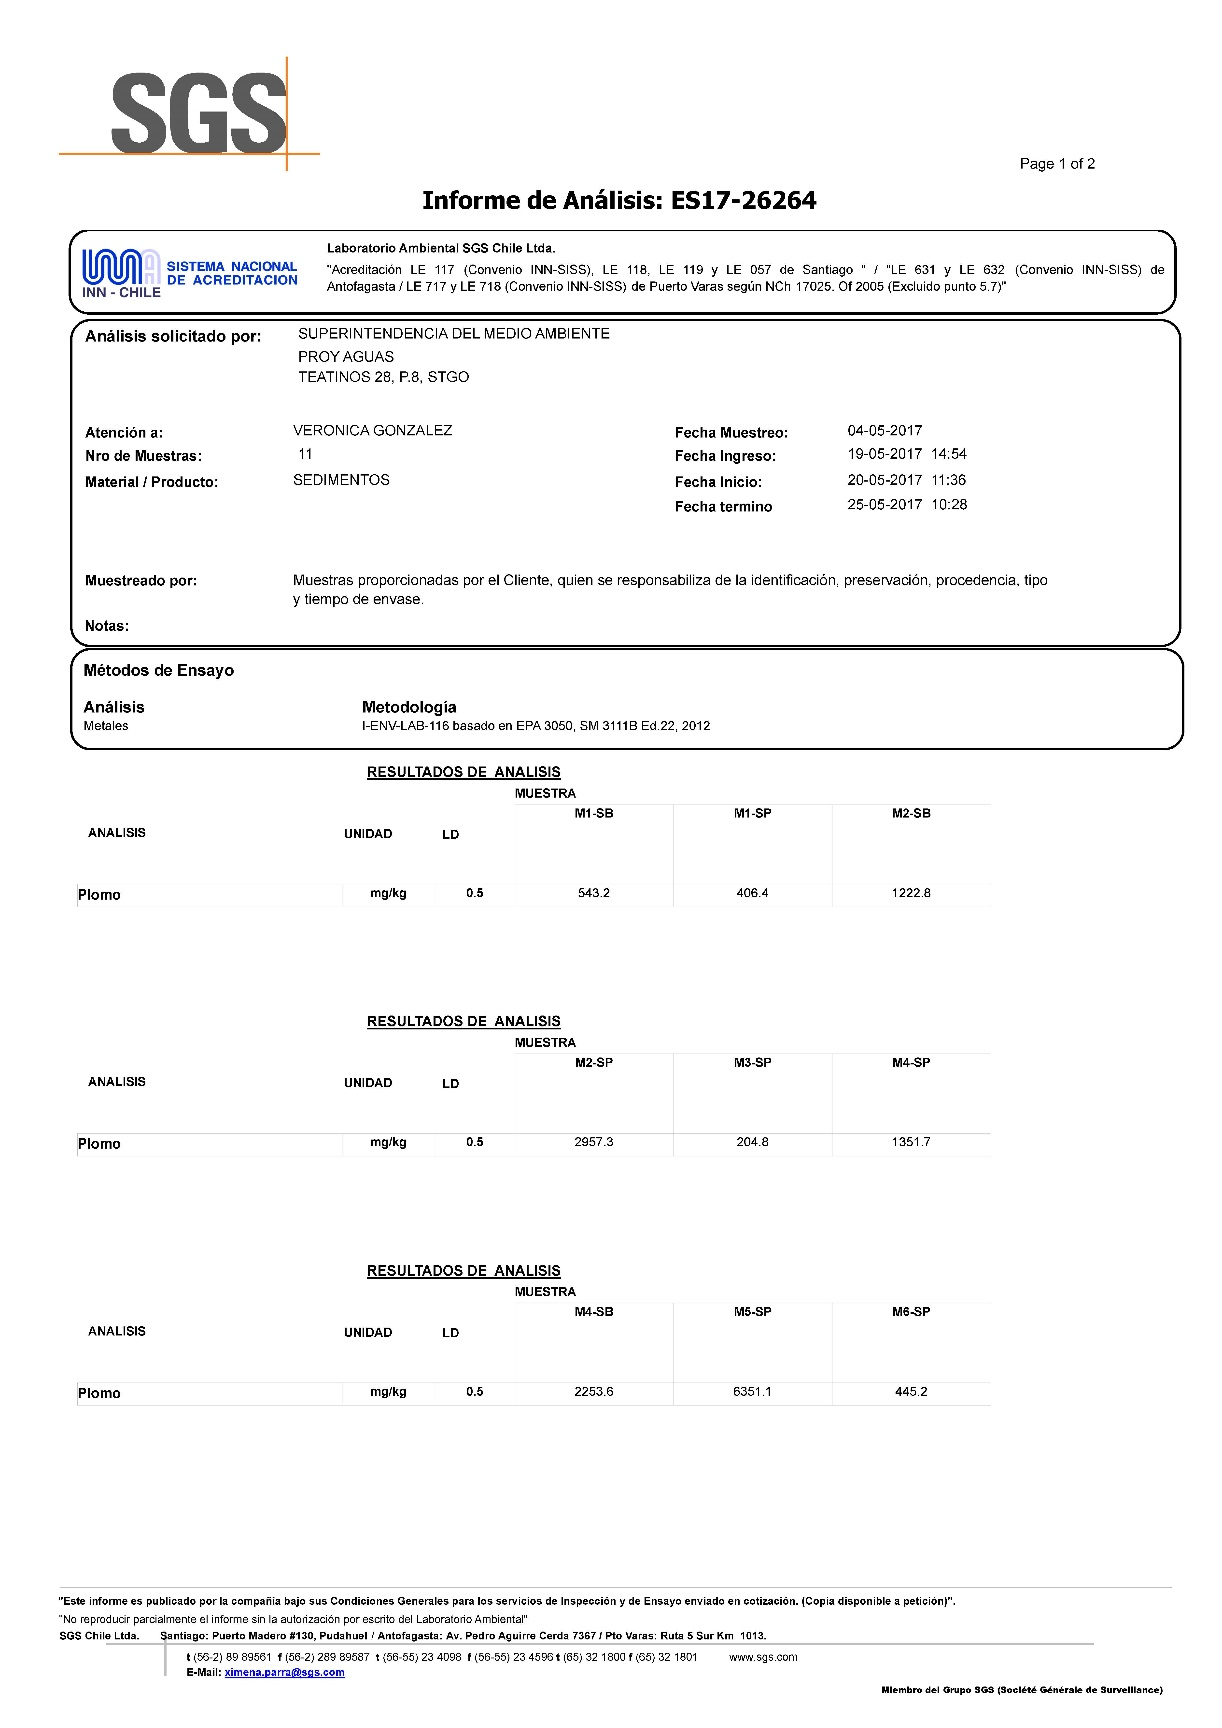 SGS
Page 1 of 2
Informe de Análisis: ES17-26264
INN - CHILE
SISTEMA NACIONAL
DE ACREDITACION
Laboratorio Ambiental SGS Chile Ltda.
"Acreditación LE 117 (Convenio INN-SISS), LE 118, LE 119 y LE 057 de Santiago " / "LE 631 y LE 632 (Convenio INN-SISS) de
Antofagasta / LE 717 y LE 718 (Convenio INN-SISS) de Puerto Varas según NCh 17025. Of 2005 (Excluido punto 5.7)"
Análisis solicitado por: SUPERINTENDENCIA DEL MEDIO AMBIENTE
PROY AGUAS
TEATINOS 28, P.8, STGO
Atención a: VERONICA GONZALEZ Fecha Muestreo: 04-05-2017
Nro de Muestras: 11 Fecha Ingreso: 19-05-2017 14:54
Material / Producto: SEDIMENTOS Fecha Inicio: 20-05-2017 11:36
Fecha termino 25-05-2017 10:28
Muestreado por: Muestras proporcionadas por el Cliente, quien se responsabiliza de la identificación, preservación, procedencia, tipo
y tiempo de envase.
Notas:
Métodos de Ensayo
Análisis Metodología
Metales I-ENV-LAB-116 basado en EPA 3050, SM 3111B Ed.22, 2012
RESULTADOS DE ANALISIS
MUESTRA
M1-SB M1-SP M2-SB
ANALISIS UNIDAD LD
Plomo mg/kg 0.5 543.2 406.4 1222.8
RESULTADOS DE ANALISIS
MUESTRA
M2-SP M3-SP M4-SP
ANALISIS UNIDAD LD
Plomo mg/kg 0.5 2957.3 204.8 1351.7
RESULTADOS DE ANALISIS
MUESTRA
M4-SB M5-SP M6-SP
ANALISIS UNIDAD LD
Plomo mg/kg 0.5 2253.6 6351.1 445.2
"Este informe es publicado por la compañia bajo sus Condiciones Generales para los servicios de Inspección y de Ensayo enviado en cotización. (Copia disponible a petición)".
"No reproducir parcialmente el informe sin la autorización por escrito del Laboratorio Ambiental"
SGS Chile Ltda. Santiago: Puerto Madero #130, Pudahuel / Antofagasta: Av. Pedro Aguirre Cerda 7367 / Pto Varas: Ruta 5 Sur Km 1013.
t (56-2) 89 89561 f (56-2) 289 89587 t (56-55) 23 4098 f (56-55) 23 4596 t (65) 32 1800 f (65) 32 1801 www.sgs.com
E-Mail: ximena.parra@sgs.com
Miembro del Grupo SGS (Société Générale de Surveillance)